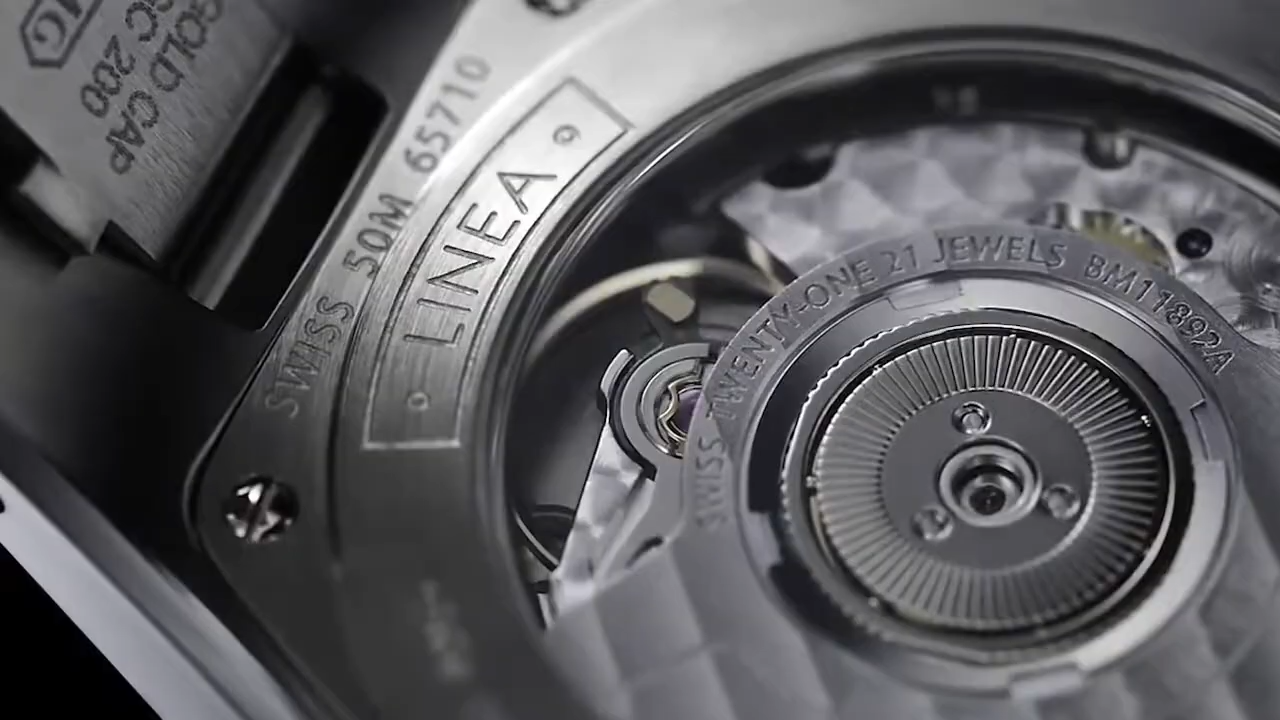 GOLD CAP
SC 200
SWISS 50M 65710
LINEA
SWISS TWENTY-ONE 21 JEWELS BM11892A